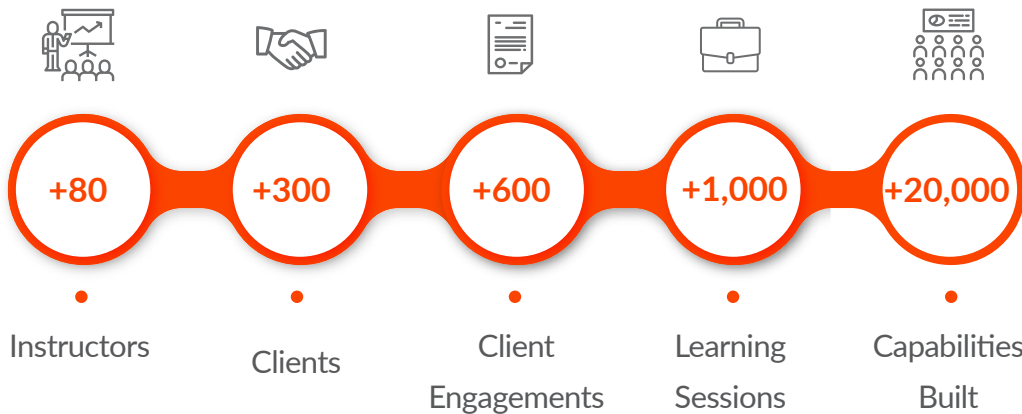 +80
+300
+600
+1,000
+20,000
Instructors
Clients
Client
Engagements
Learning
Sessions
Capabilities
Built